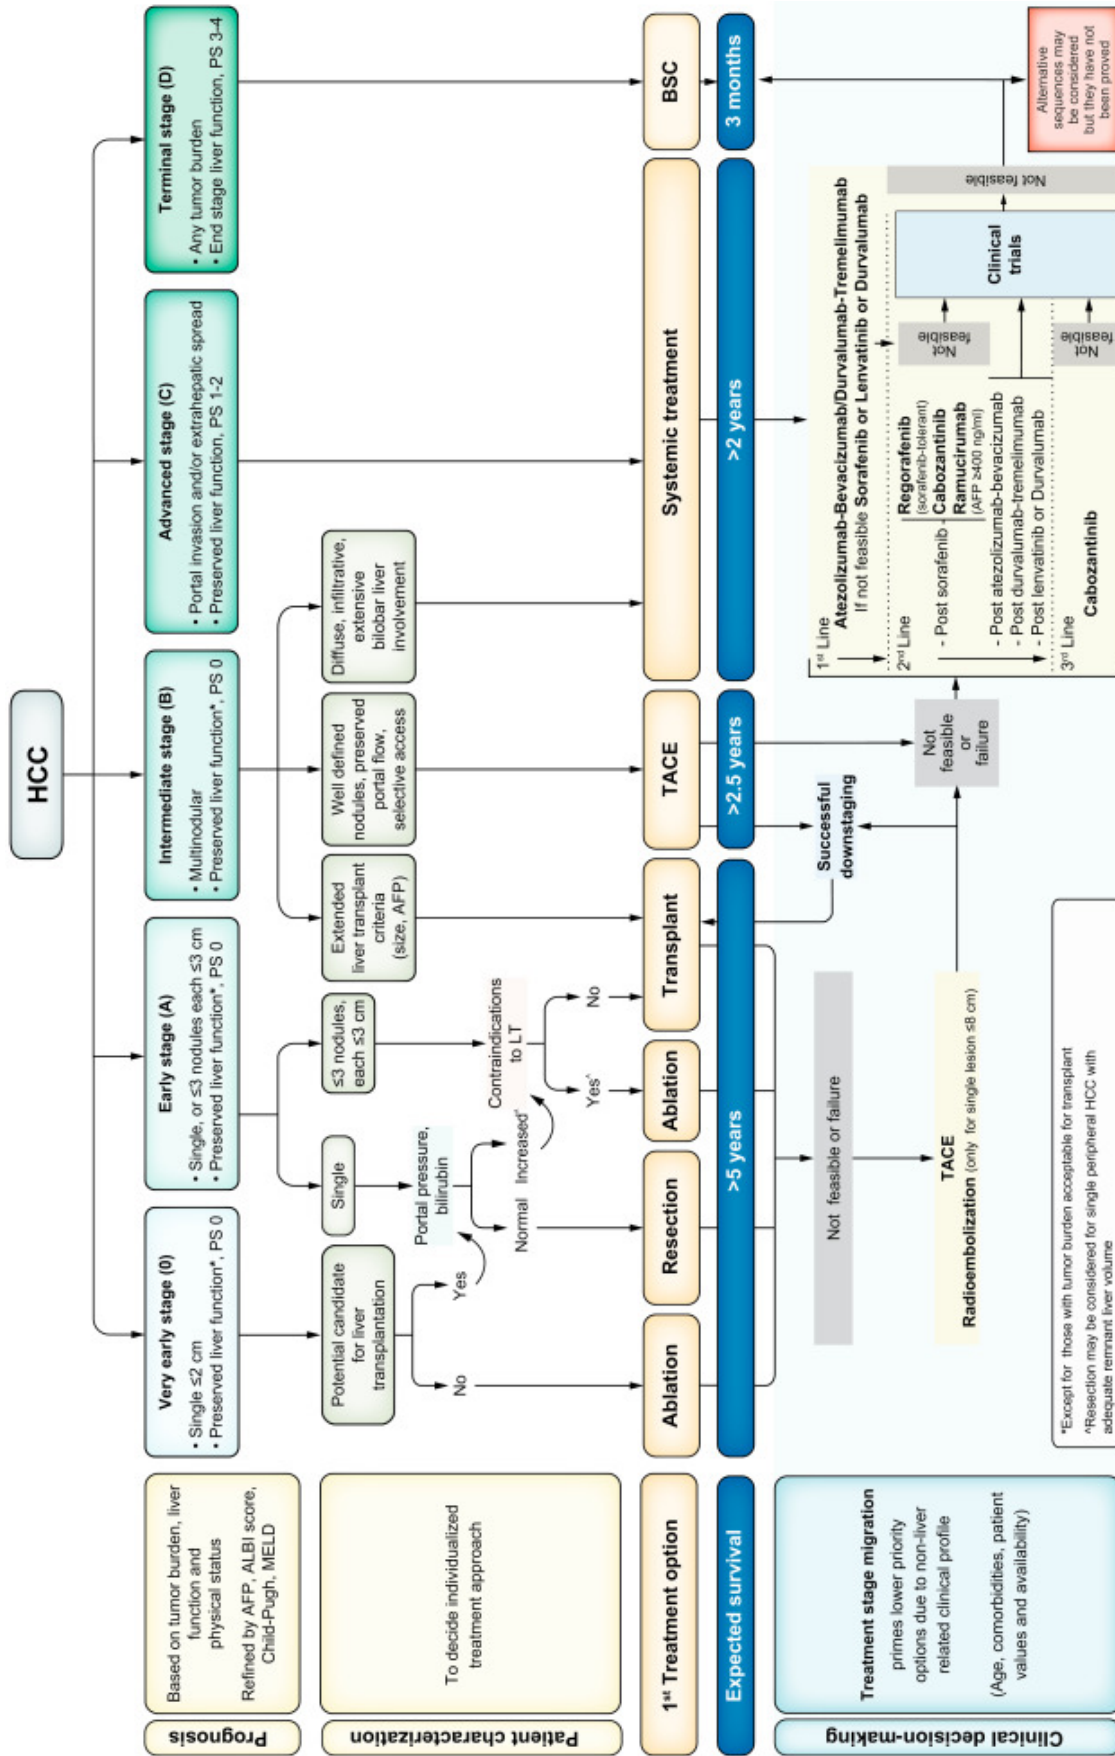 HCC
Prognosis
Based on tumor burden, liver
function and
physical status
Refined by AFP, ALBI score,
Child-Pugh, MELD
Very early stage (0)
• Single ≤2 cm
• Preserved liver function*, PS 0
Early stage (A)
• Single, or ≤3 nodules each ≤3 cm
• Preserved liver function*, PS 0
Intermediate stage (B)
• Multinodular
• Preserved liver function*, PS 0
Advanced stage (C)
• Portal invasion and/or extrahepatic spread
• Preserved liver function, PS 1-2
Terminal stage (D)
• Any tumor burden
• End stage liver function, PS 3-4
Patient characterization
To decide individualized
treatment approach
Potential candidate
for liver
transplantation
Single
≤3 nodules,
each ≤3 cm
Extended
liver transplant
criteria
(size, AFP)
Well defined
nodules, preserved
portal flow,
selective access
Diffuse, infiltrative,
extensive
bilobar liver
involvement
Portal pressure,
bilirubin
No
Yes
Normal
Increased
Contraindications
to LT
Yes^
No
1st Treatment option
Ablation
Resection
Ablation
Transplant
TACE
Systemic treatment
BSC
Expected survival
>5 years
>2.5 years
>2 years
3 months
Clinical decision-making
Treatment stage migration
primes lower priority
options due to non-liver
related clinical profile
(Age, comorbidities, patient
values and availability)
Not feasible or failure
TACE
Radioembolization (only for single lesion ≤8 cm)
Successful
downstaging
Not
feasible
or
failure
1st Line
Atezolizumab-Bevacizumab/Durvalumab-Tremelimumab
If not feasible Sorafenib or Lenvatinib or Durvalumab
2nd Line
- Post sorafenib -
Regorafenib
(sorafenib-tolerant)
Cabozantinib
Ramucirumab
(AFP ≥400 ng/ml)
- Post atezolizumab-bevacizumab
- Post durvalumab-tremelimumab
- Post lenvatinib or Durvalumab
3rd Line
Cabozantinib
Not
feasible
Not
feasible
Clinical
trials
Not feasible
Alternative
sequences may
be considered
but they have not
been proved
*Except for those with tumor burden acceptable for transplant
^Resection may be considered for single peripheral HCC with
adequate remnant liver volume